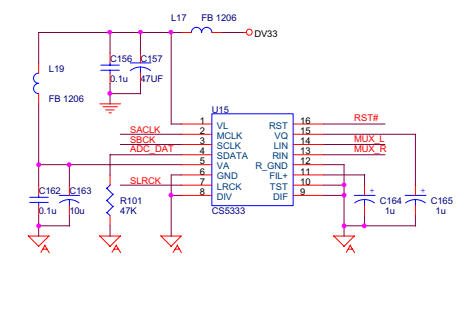 L17 FB 1206
DV33
C156 C157
L19
0.1u 47UF
FB 1206
U15
1 VL RST 16 RST#
SACLK 2 MCLK VQ 15
SBCK 3 SCLK LIN 14 MUX_L
ADC_DAT 4 SDATA RIN 13 MUX_R
5 VA R_GND 12
6 GND FIL+ 11
SLRCK 7 LRCK TST 10
8 DIV DIF 9
CS5333
C162 C163
0.1u 10u
R101
47K
+ +
C164 C165
1u 1u
A A A A